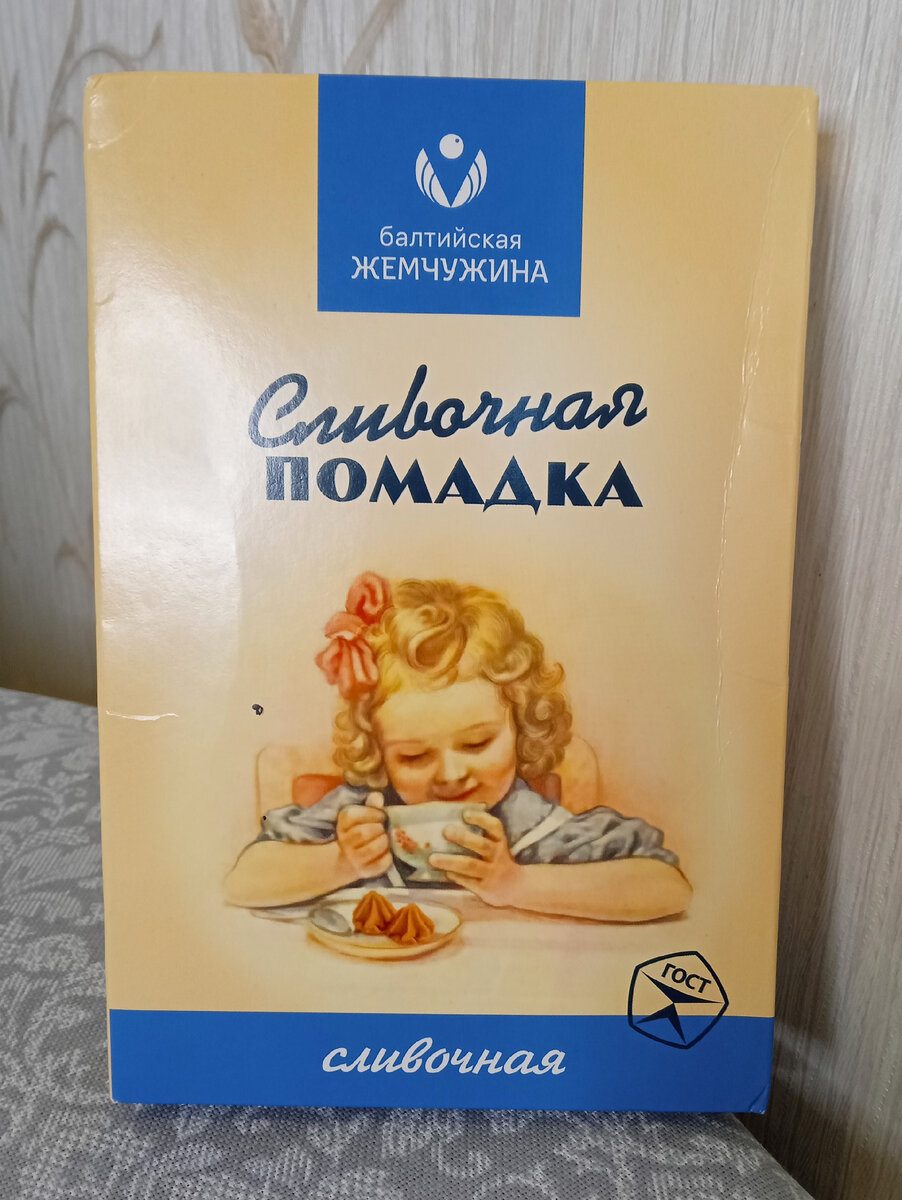 балтийская
ЖЕМЧУЖИНА
Сливочная
ПОМАДКА
ГОСТ
сливочная